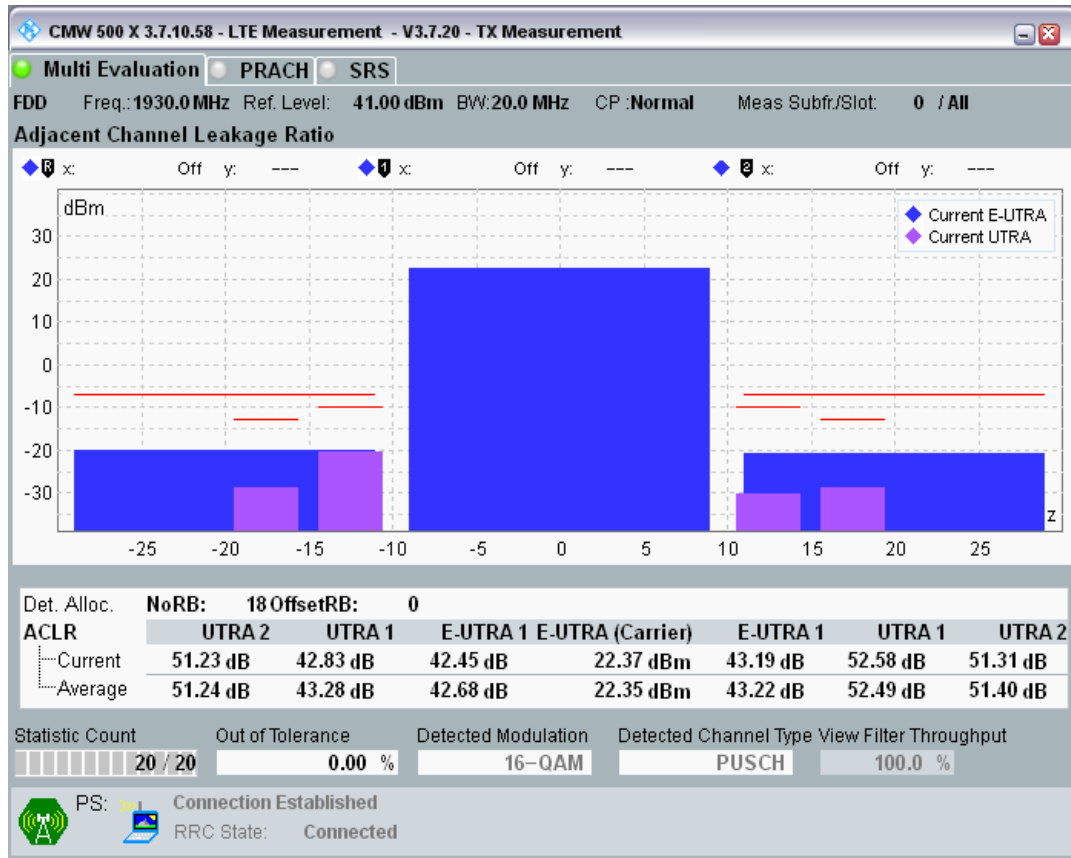 CMW 500 X 3.7.10.58 - LTE Measurement - V3.7.20 - TX Measurement
Multi Evaluation PRACH SRS
FDD Freq.:1930.0 MHz Ref. Level: 41.00 dBm BW:20.0 MHz CP :Normal Meas Subfr./Slot: 0 / All
Adjacent Channel Leakage Ratio
R x: Off y: --- 1 x: Off y: --- 2 x: Off y: ---
dBm
Current E-UTRA
Current UTRA
30
20
10
0
-10
-20
-30
z
-25 -20 -15 -10 -5 0 5 10 15 20 25
Det. Alloc. NoRB: 18 OffsetRB: 0
ACLR UTRA 2 UTRA 1 E-UTRA 1 E-UTRA (Carrier) E-UTRA 1 UTRA 1 UTRA 2
Current 51.23 dB 42.83 dB 42.45 dB 22.37 dBm 43.19 dB 52.58 dB 51.31 dB
Average 51.24 dB 43.28 dB 42.68 dB 22.35 dBm 43.22 dB 52.49 dB 51.40 dB
Statistic Count Out of Tolerance Detected Modulation Detected Channel Type View Filter Throughput
20 / 20 0.00 % 16-QAM PUSCH 100.0 %
PS: Connection Established
RRC State: Connected